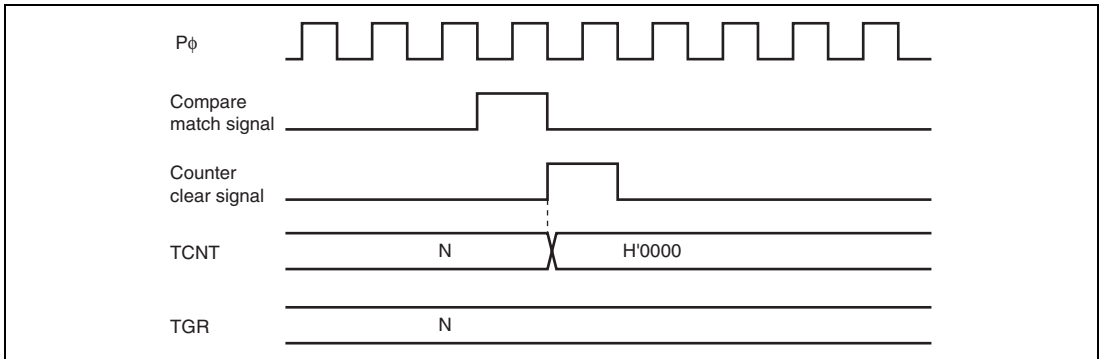 Pϕ
Compare
match signal
Counter
clear signal
TCNT
N
H'0000
TGR
N